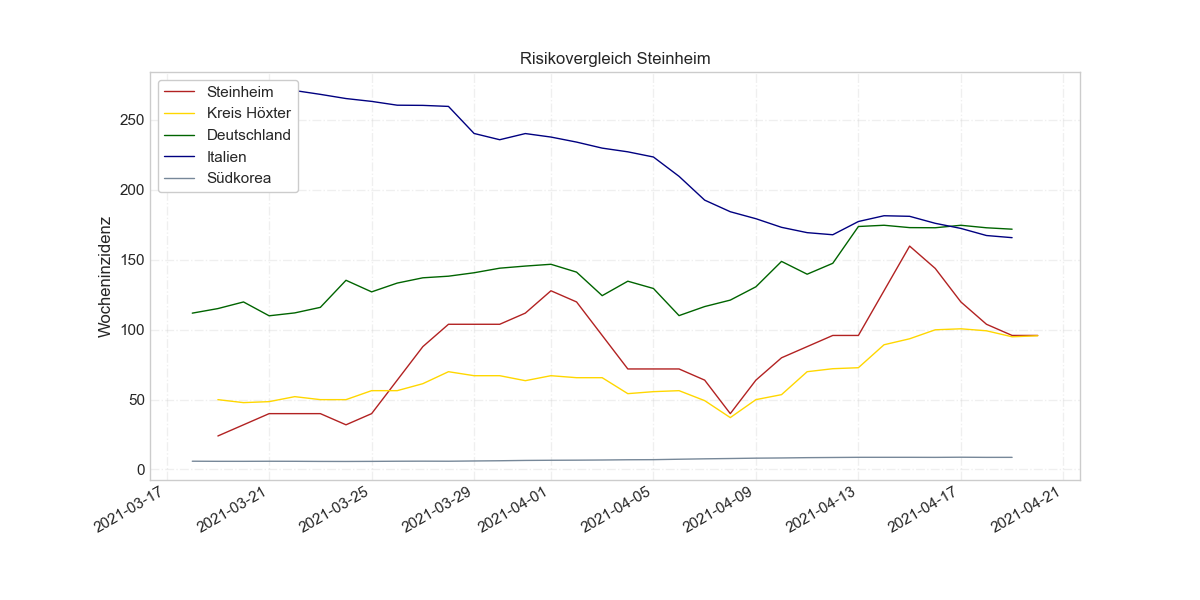 Risikovergleich Steinheim
Steinheim
Kreis Höxter
Deutschland
Italien
Südkorea
Wocheninzidenz
250
200
150
100
50
0
2021-03-17
2021-03-21
2021-03-25
2021-03-29
2021-04-01
2021-04-05
2021-04-09
2021-04-13
2021-04-17
2021-04-21